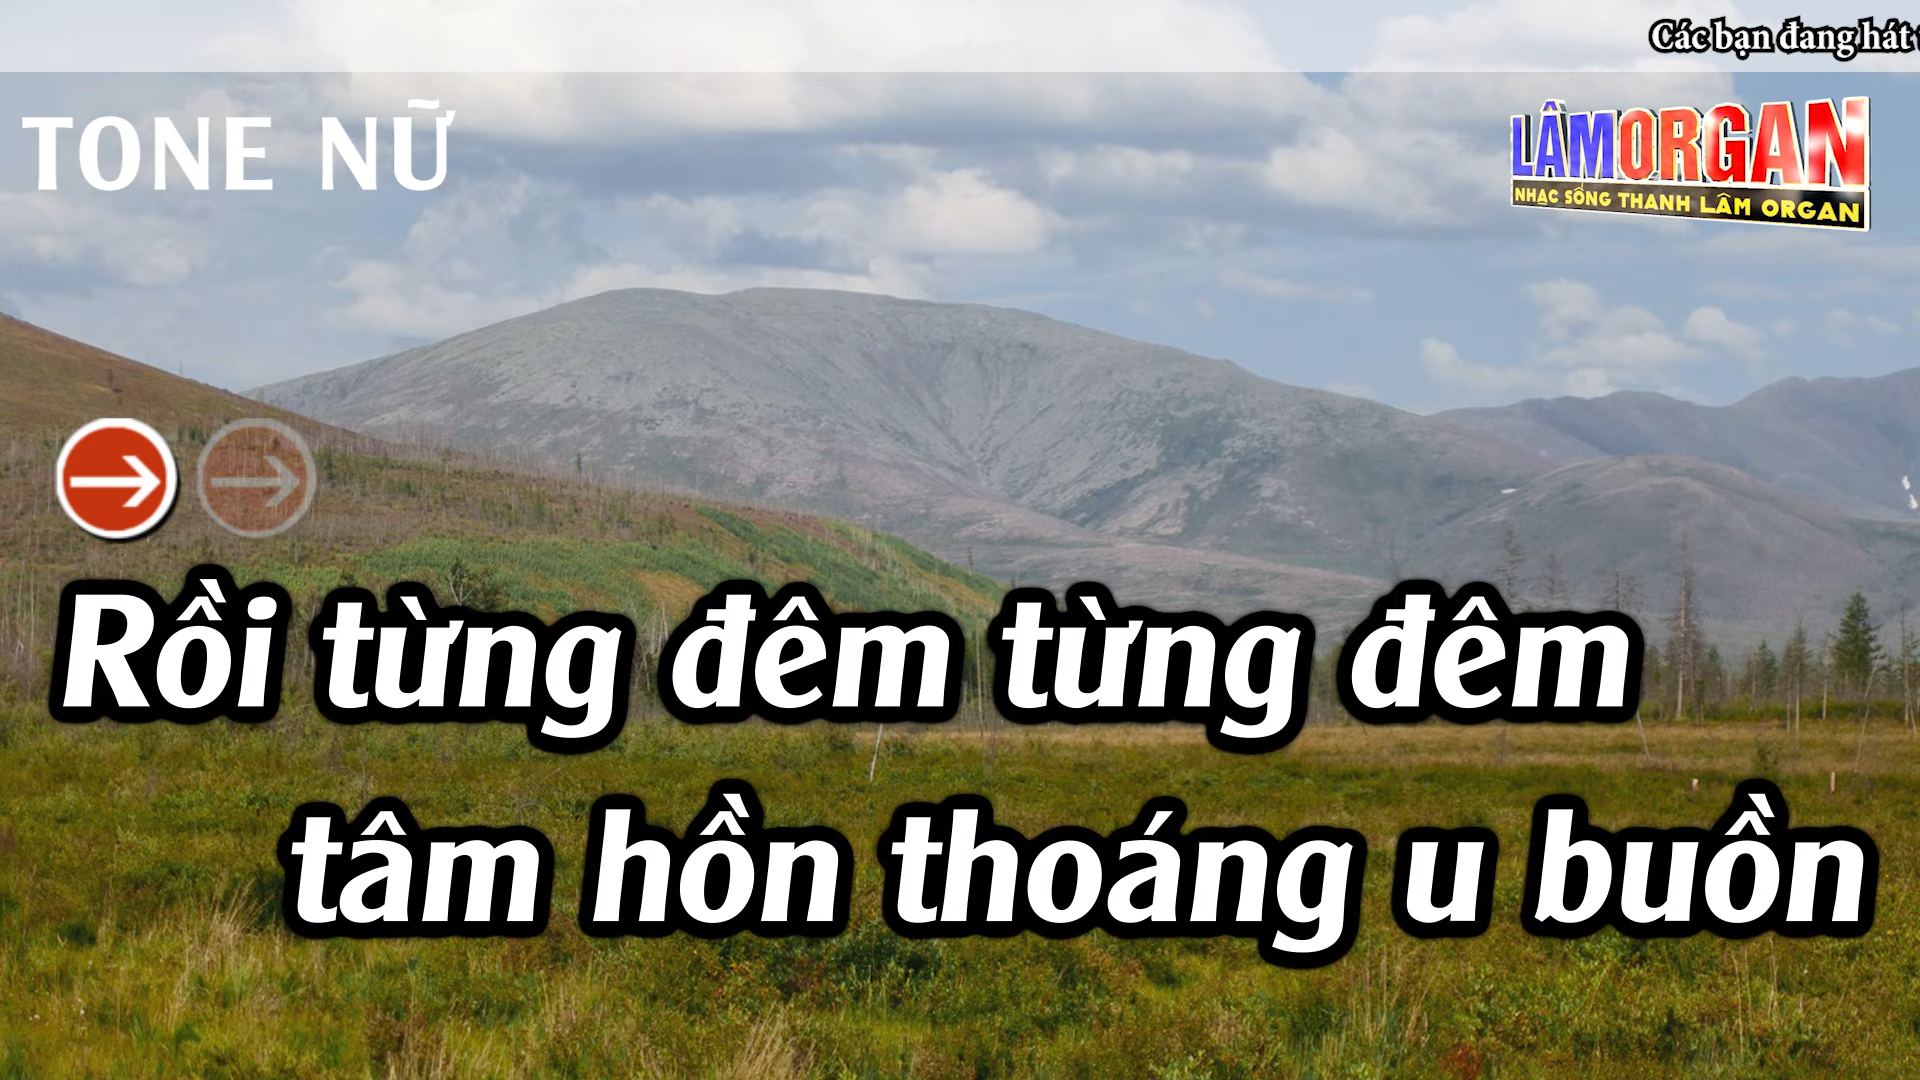 Các bạn đang hát
TONE NỮ
LÂMORGAN
NHẠC SỐNG THANH LÂM ORGAN
Rồi từng đêm từng đêm
tâm hồn thoáng u buồn